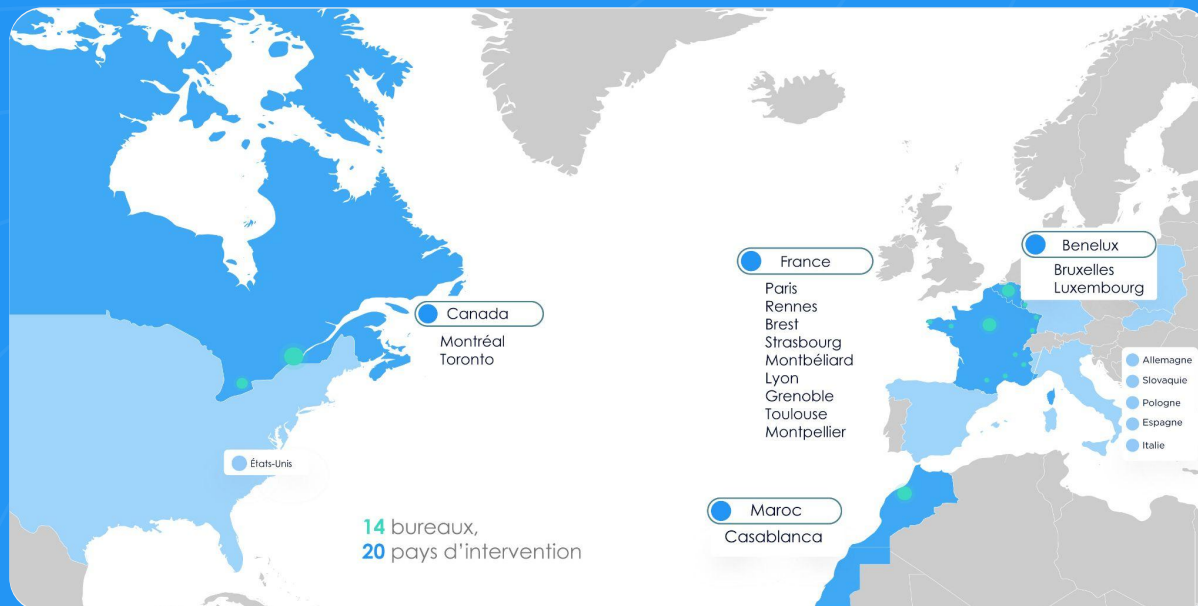 Canada
Montréal
Toronto
États-Unis
14 bureaux,
20 pays d'intervention
France
Paris
Rennes
Brest
Strasbourg
Montbéliard
Lyon
Grenoble
Toulouse
Montpellier
Maroc
Casablanca
Benelux
Bruxelles
Luxembourg
Allemagne
Slovaquie
Pologne
Espagne
Italie